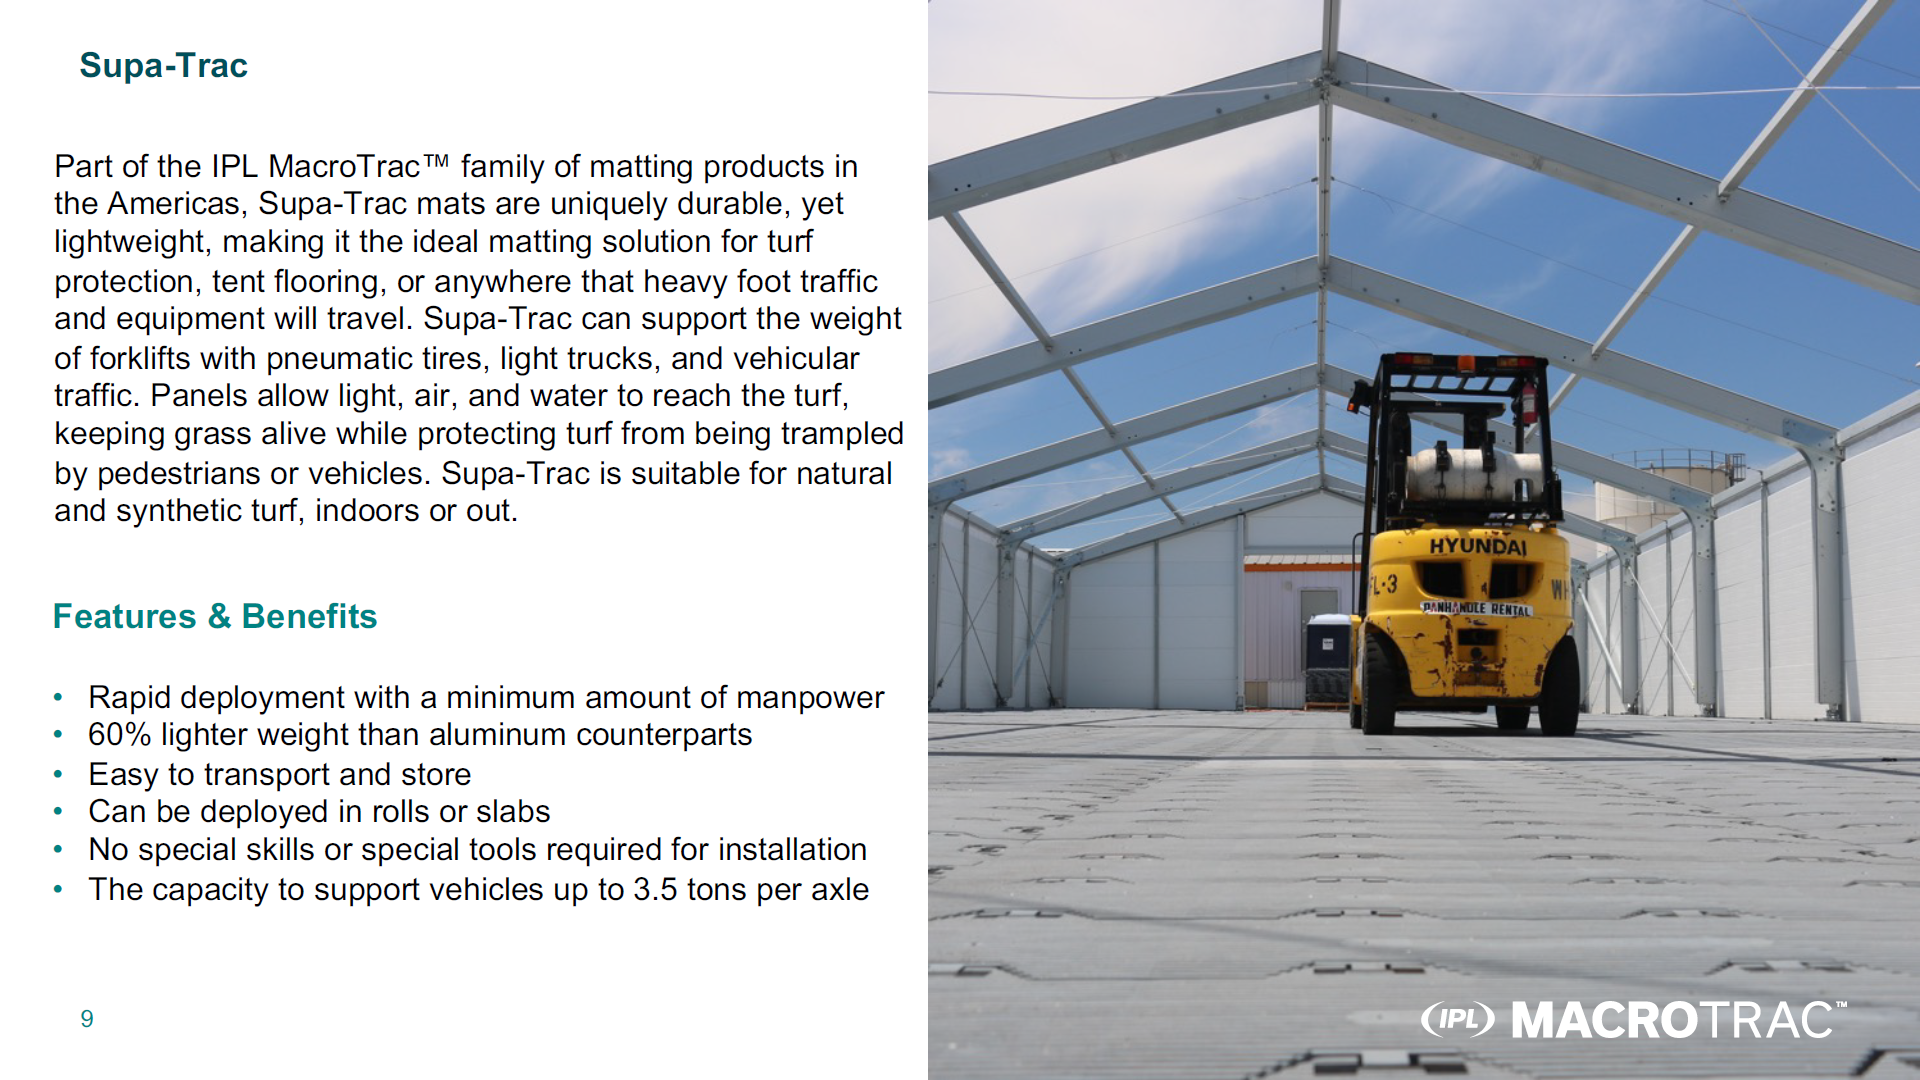 Supa-Trac
Part of the IPL MacroTrac™ family of matting products in
the Americas, Supa-Trac mats are uniquely durable, yet
lightweight, making it the ideal matting solution for turf
protection, tent flooring, or anywhere that heavy foot traffic
and equipment will travel. Supa-Trac can support the weight
of forklifts with pneumatic tires, light trucks, and vehicular
traffic. Panels allow light, air, and water to reach the turf,
keeping grass alive while protecting turf from being trampled
by pedestrians or vehicles. Supa-Trac is suitable for natural
and synthetic turf, indoors or out.
Features & Benefits
• Rapid deployment with a minimum amount of manpower
• 60% lighter weight than aluminum counterparts
• Easy to transport and store
• Can be deployed in rolls or slabs
• No special skills or special tools required for installation
• The capacity to support vehicles up to 3.5 tons per axle
9
HYUNDAI
FL-3
PANHANDLE RENTAL
IPL MACROTRAC™